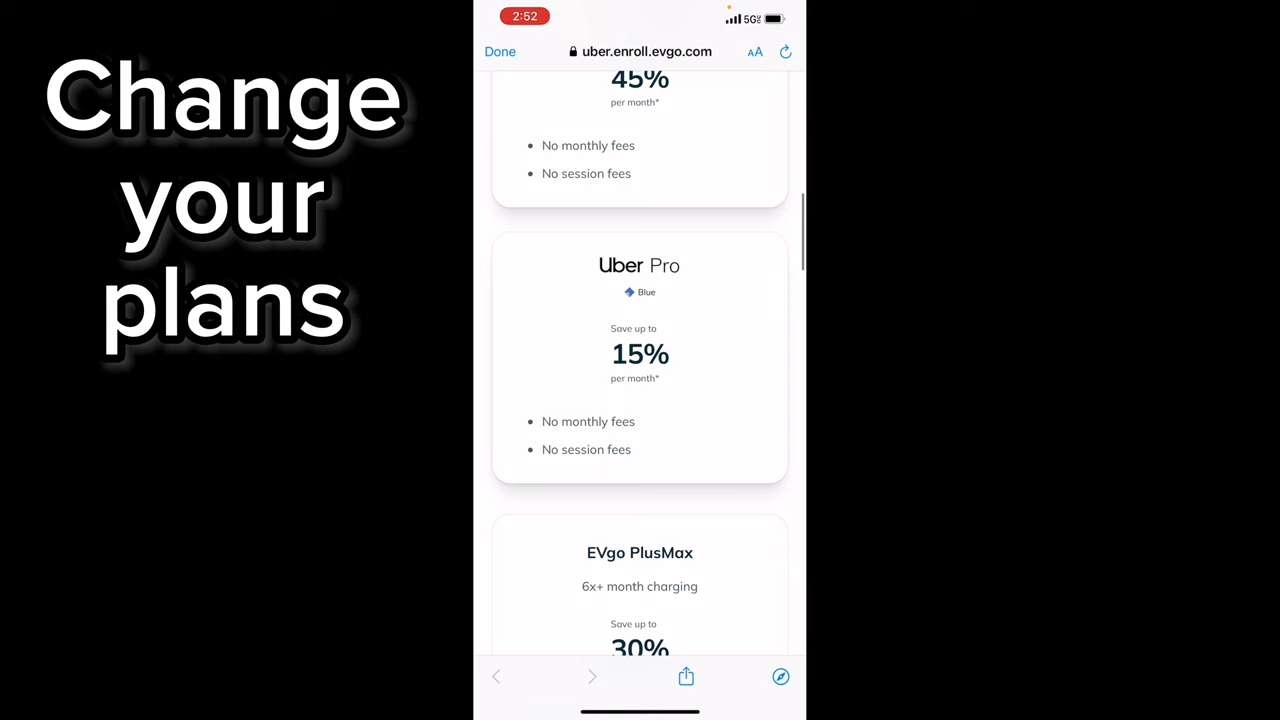 Change
your
plans
2:52
5G
Done
uber.enroll.evgo.com
AA
45%
per month*
• No monthly fees
• No session fees
Uber Pro
Blue
Save up to
15%
per month*
• No monthly fees
• No session fees
EVgo PlusMax
6x+ month charging
Save up to
30%